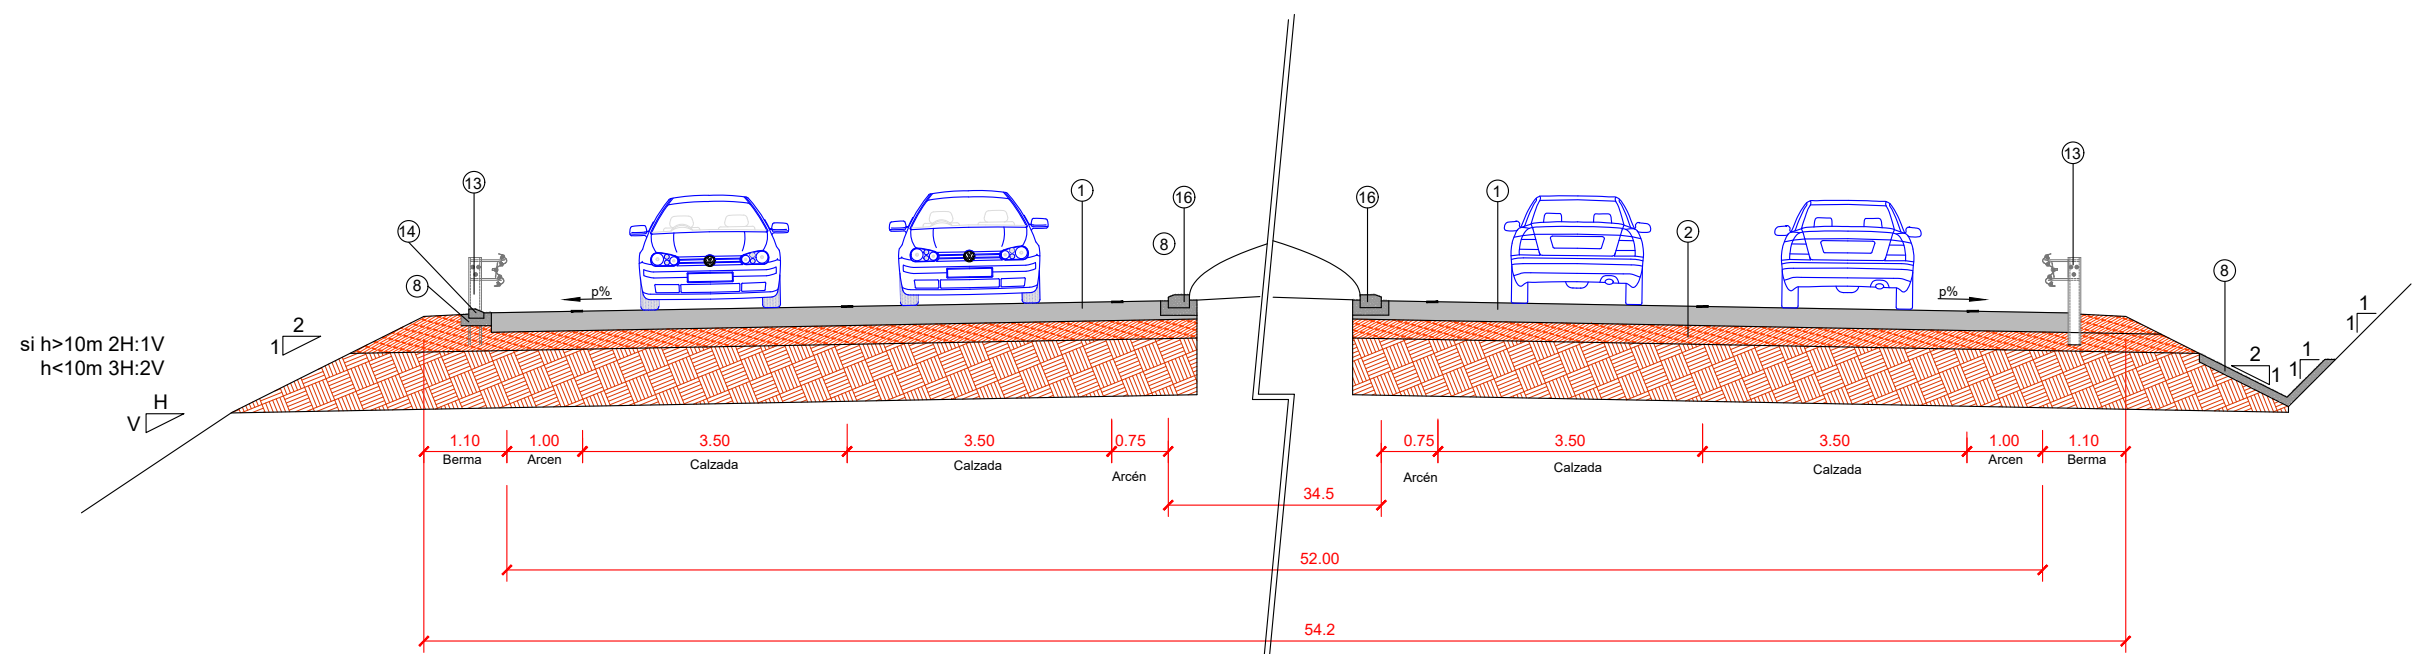 13
14
8
p%
1
16
8
16
1
2
p%
13
8
si h>10m 2H:1V
h<10m 3H:2V
2
1
H
V
2
1
1
1
1
1
1.10
1.00
3.50
3.50
0.75
0.75
3.50
3.50
1.00
1.10
Berma
Arcen
Calzada
Calzada
Arcén
Arcén
Calzada
Calzada
Arcen
Berma
34.5
52.00
54.2